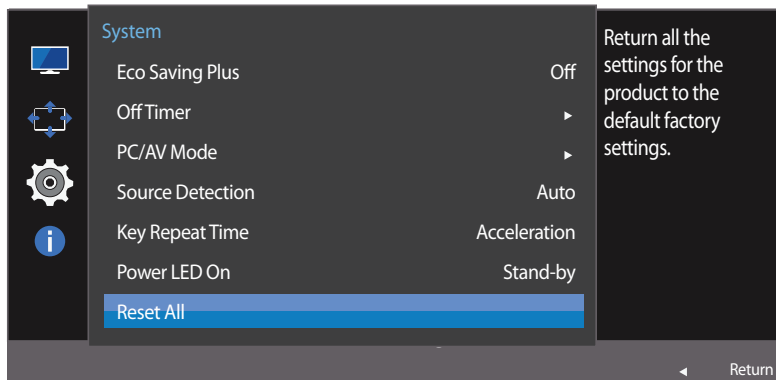 System
Eco Saving Plus Off
Off Timer ►
PC/AV Mode ►
Source Detection Auto
Key Repeat Time Acceleration
Power LED On Stand-by
Reset All
Return all the
settings for the
product to the
default factory
settings.
◄ Return